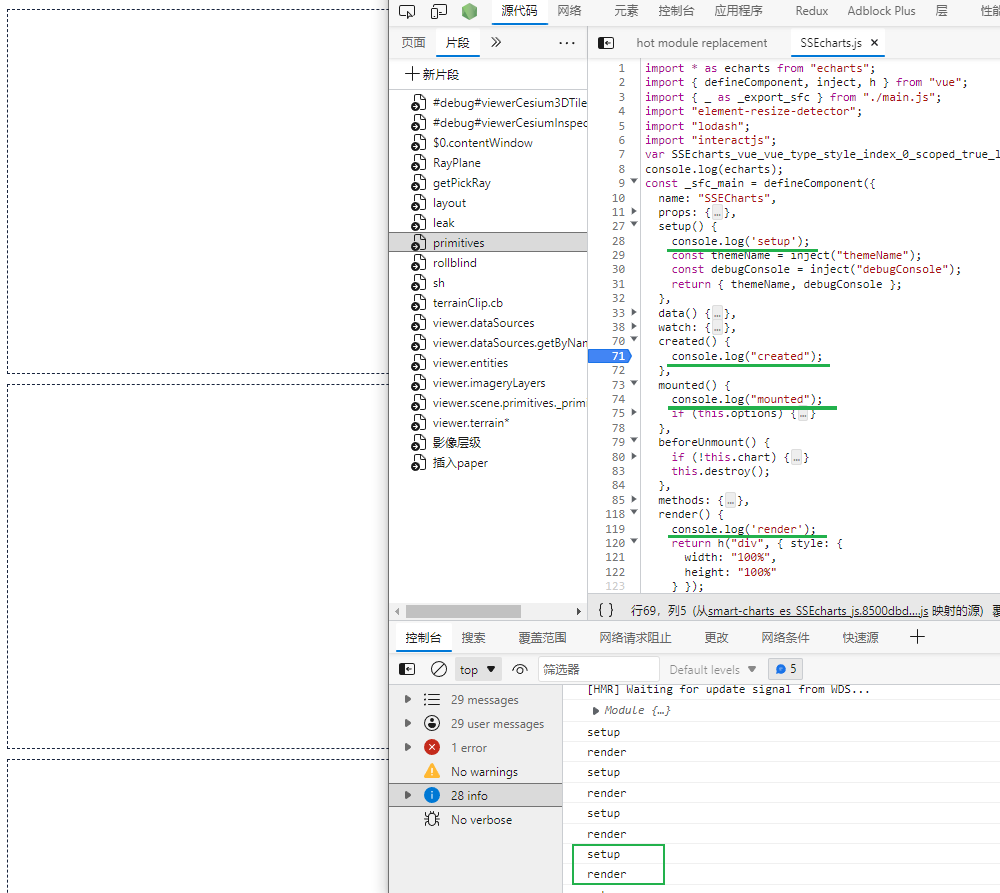 源代码 网络 元素 控制台 应用程序 Redux Adblock Plus 层 性能
页面 片段
hot module replacement SSEcharts.js
新片段
#debug#viewerCesium3DTile
#debug#viewerCesiumInspec
$0.contentWindow
RayPlane
getPickRay
layout
leak
primitives
rollblind
sh
terrainClip.cb
viewer.dataSources
viewer.dataSources.getByNan
viewer.entities
viewer.imageryLayers
viewer.scene.primitives._prim
viewer.terrain*
影像层级
插入paper
1 import * as echarts from "echarts";
2 import { defineComponent, inject, h } from "vue";
3 import { _ as _export_sfc } from "./main.js";
4 import "element-resize-detector";
5 import "lodash";
6 import "interactjs";
7 var SSEcharts_vue_vue_type_style_index_0_scoped_true_l
8 console.log(echarts);
9 const _sfc_main = defineComponent({
10 name: "SSECharts",
11 props: {…},
27 setup() {
28 console.log('setup');
29 const themeName = inject("themeName");
30 const debugConsole = inject("debugConsole");
31 return { themeName, debugConsole };
32 },
33 data() {…},
38 watch: {…},
70 created() {
71 console.log("created");
72 },
73 mounted() {
74 console.log("mounted");
75 if (this.options) {…}
78 },
79 beforeUnmount() {
80 if (!this.chart) {…}
83 this.destroy();
84 },
85 methods: {…},
118 render() {
119 console.log('render');
120 return h("div", { style: {
121 width: "100%",
122 height: "100%"
123 } });
{ } 行69，列5 (从smart-charts_es_SSEcharts_js.8500dbd....js 映射的源) 覆
控制台 搜索 覆盖范围 网络请求阻止 更改 网络条件 快速源
top 筛选器 Default levels 5
29 messages
29 user messages
1 error
No warnings
28 info
No verbose
[HMR] Waiting for update signal from WDS...
Module {…}
setup
render
setup
render
setup
render
setup
render